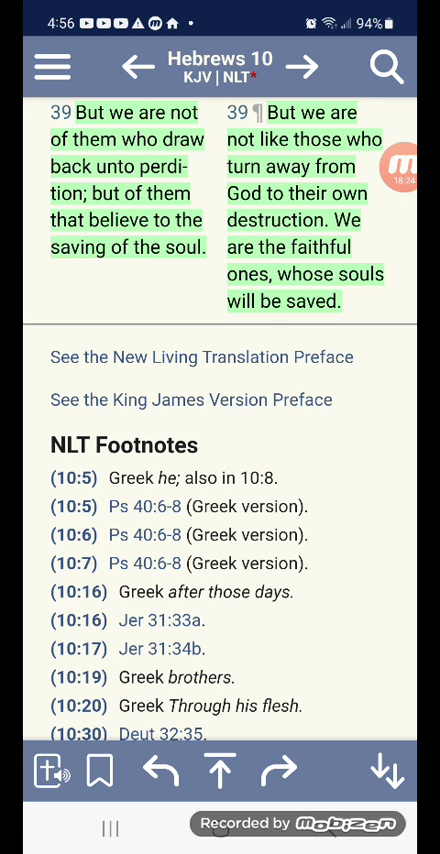 4:56 94%
Hebrews 10
KJV | NLT*
39 But we are not
of them who draw
back unto perdi-
tion; but of them
that believe to the
saving of the soul.
39 ¶ But we are
not like those who
turn away from
God to their own
destruction. We
are the faithful
ones, whose souls
will be saved.
18:24
See the New Living Translation Preface
See the King James Version Preface
NLT Footnotes
(10:5) Greek he; also in 10:8.
(10:5) Ps 40:6-8 (Greek version).
(10:6) Ps 40:6-8 (Greek version).
(10:7) Ps 40:6-8 (Greek version).
(10:16) Greek after those days.
(10:16) Jer 31:33a.
(10:17) Jer 31:34b.
(10:19) Greek brothers.
(10:20) Greek Through his flesh.
(10:30) Deut 32:35.
Recorded by mobizen